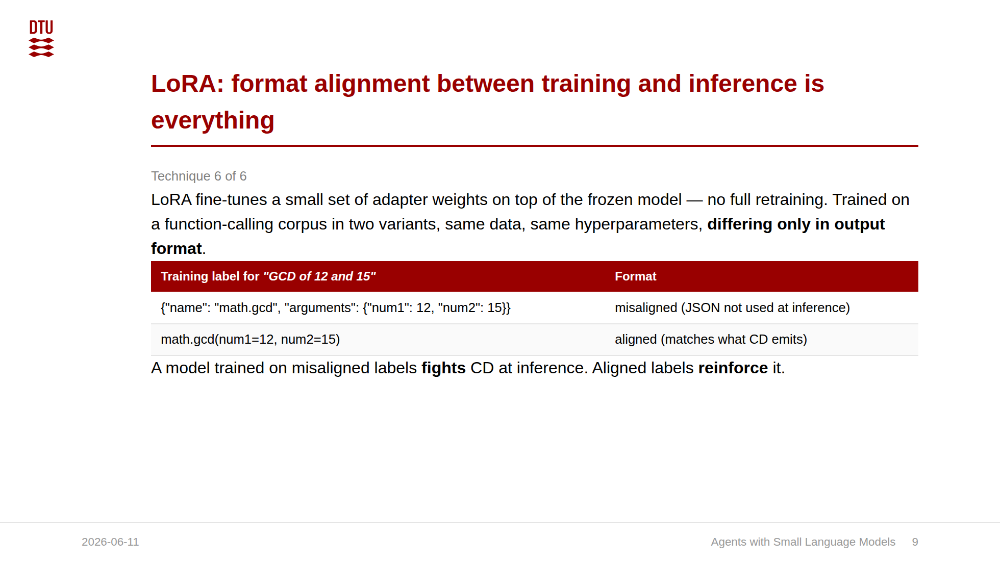 DTU
LoRA: format alignment between training and inference is
everything
Technique 6 of 6
LoRA fine-tunes a small set of adapter weights on top of the frozen model — no full retraining. Trained on
a function-calling corpus in two variants, same data, same hyperparameters, differing only in output
format.
Training label for "GCD of 12 and 15" Format
{"name": "math.gcd", "arguments": {"num1": 12, "num2": 15}} misaligned (JSON not used at inference)
math.gcd(num1=12, num2=15) aligned (matches what CD emits)
A model trained on misaligned labels fights CD at inference. Aligned labels reinforce it.
2026-06-11 Agents with Small Language Models 9